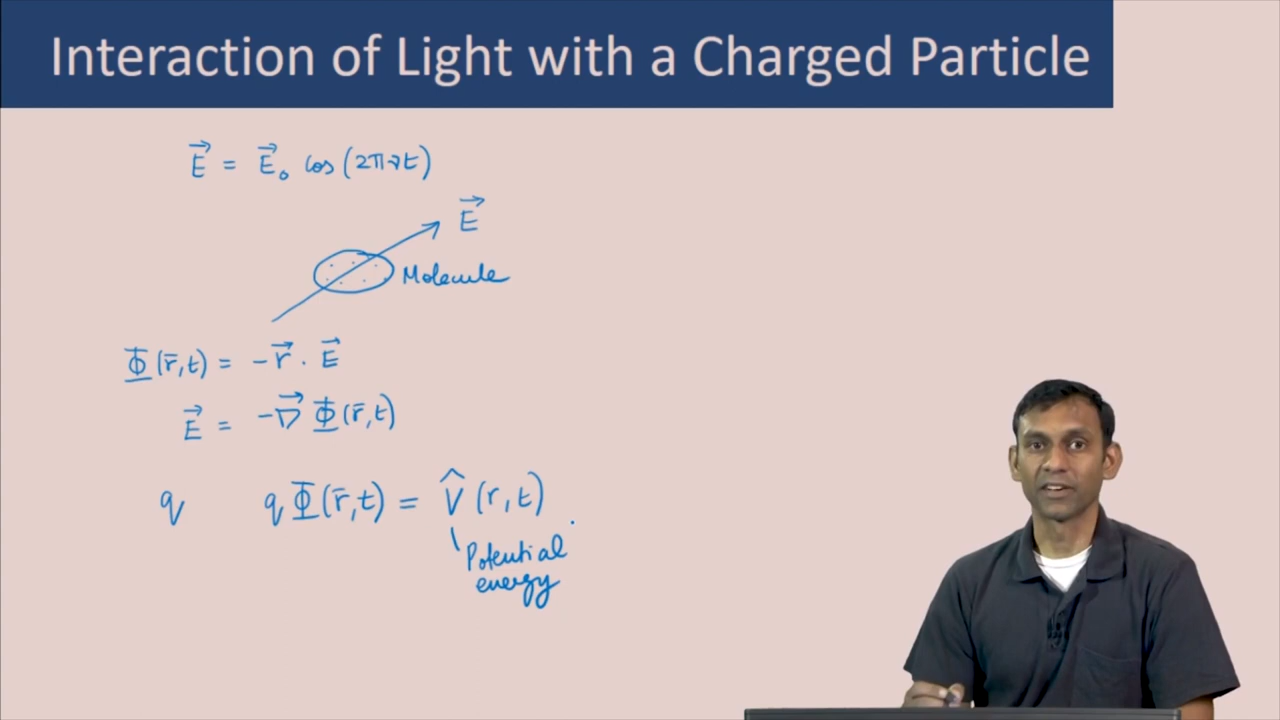 Interaction of Light with a Charged Particle
E⃗ = E⃗₀ cos(2πνt)
E⃗
Molecule
Φ(r̄,t) = -r⃗ · E⃗
E⃗ = -∇⃗ Φ(r̄,t)
q qΦ(r̄,t) = V̂(r,t)
Potential
energy